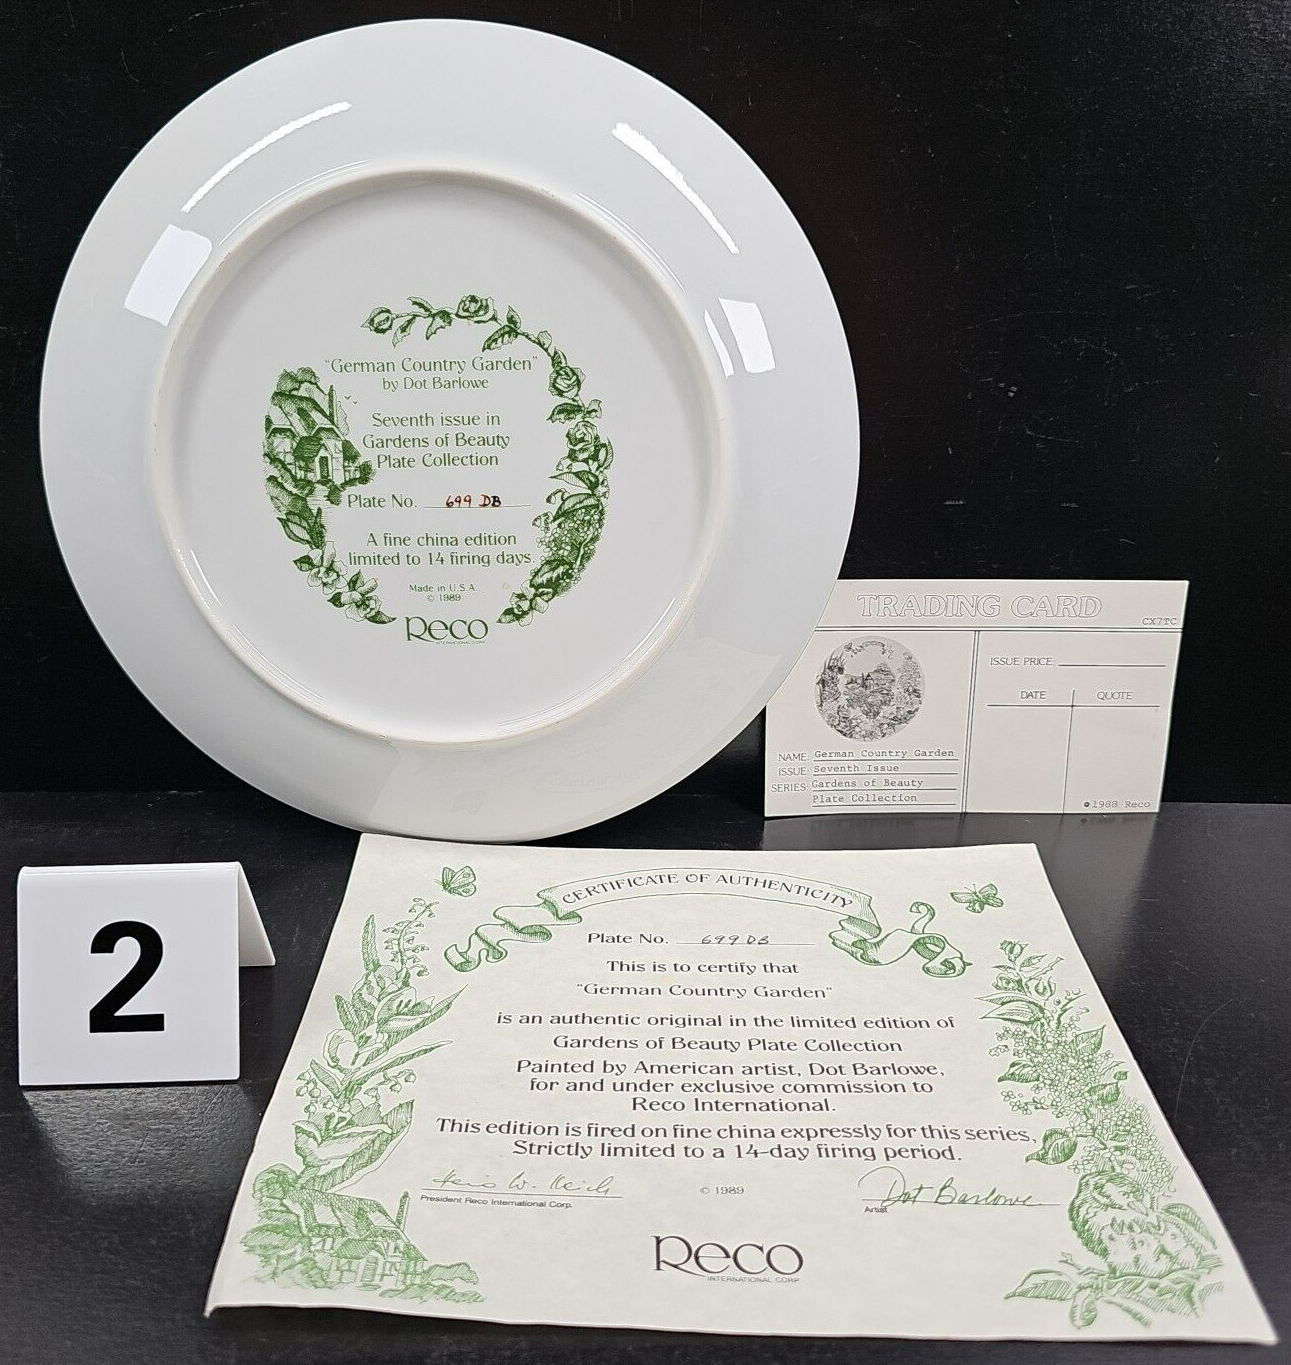 "German Country Garden"
by Dot Barlowe
Seventh issue in
Gardens of Beauty
Plate Collection
Plate No. 699 DB
A fine china edition
limited to 14 firing days.
Made in U.S.A.
© 1989
Reco
INTERNATIONAL CORP.
TRADING CARD
CX7TC
ISSUE PRICE:
DATE QUOTE
NAME: German Country Garden
ISSUE: Seventh Issue
SERIES: Gardens of Beauty
Plate Collection
©1988 Reco
2
CERTIFICATE OF AUTHENTICITY
Plate No. 699 DB
This is to certify that
"German Country Garden"
is an authentic original in the limited edition of
Gardens of Beauty Plate Collection
Painted by American artist, Dot Barlowe,
for and under exclusive commission to
Reco International.
This edition is fired on fine china expressly for this series,
Strictly limited to a 14-day firing period.
President Reco International Corp.
© 1989
Dot Barlowe
Artist
Reco
INTERNATIONAL CORP.